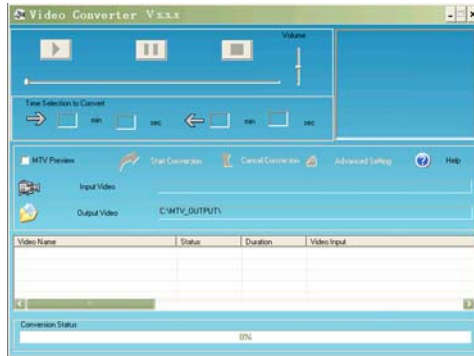 Video Converter Vxxx
Volume
Time Selection to Convert
min sec min sec
MTV Preview Start Conversion Cancel Conversion Advanced Setting Help
Input Video
Output Video C:\MTV_OUTPUT\
Video Name Status Duration Video Input
Conversion Status
0%